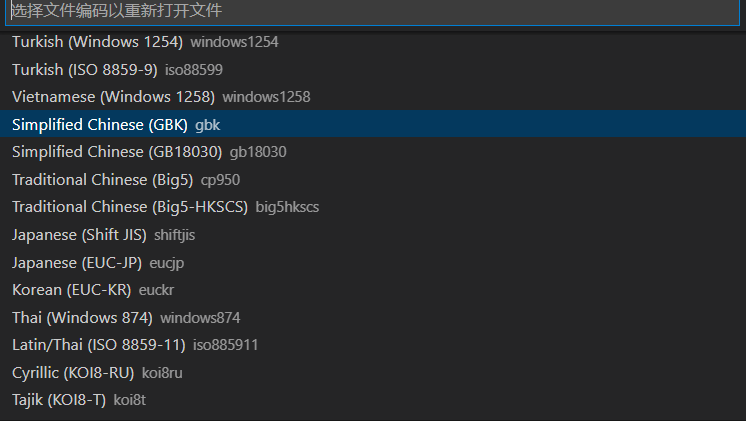 选择文件编码以重新打开文件
Turkish (Windows 1254) windows1254
Turkish (ISO 8859-9) iso88599
Vietnamese (Windows 1258) windows1258
Simplified Chinese (GBK) gbk
Simplified Chinese (GB18030) gb18030
Traditional Chinese (Big5) cp950
Traditional Chinese (Big5-HKSCS) big5hkscs
Japanese (Shift JIS) shiftjis
Japanese (EUC-JP) eucjp
Korean (EUC-KR) euckr
Thai (Windows 874) windows874
Latin/Thai (ISO 8859-11) iso885911
Cyrillic (KOI8-RU) koi8ru
Tajik (KOI8-T) koi8t